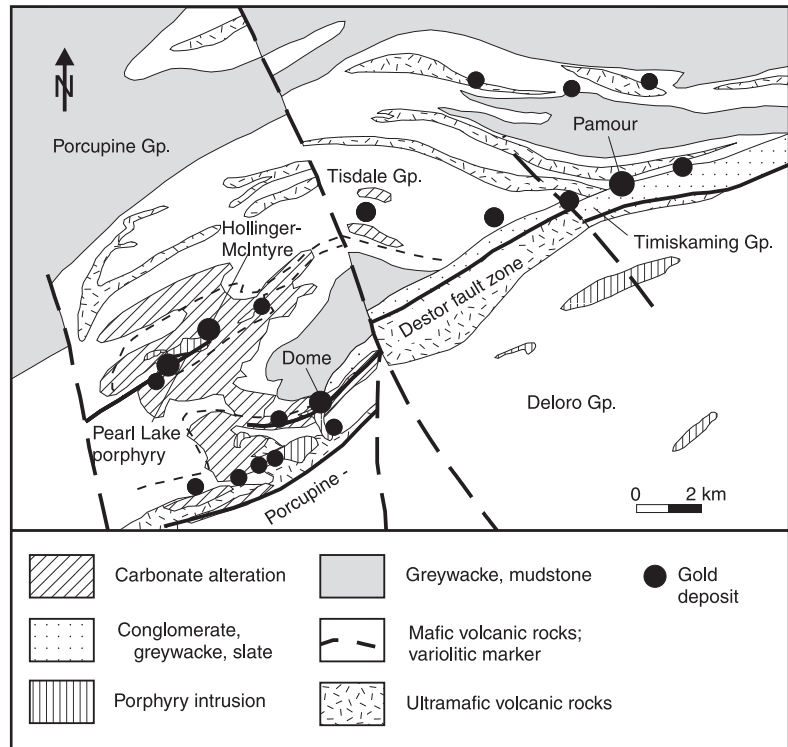 N
Porcupine Gp.
Pamour
Tisdale Gp.
Hollinger-
McIntyre
Timiskaming Gp.
Destor fault zone
Dome
Deloro Gp.
Pearl Lake
porphyry
Porcupine -
0 2 km
Carbonate alteration
Greywacke, mudstone
Gold
deposit
Conglomerate,
greywacke, slate
Mafic volcanic rocks;
variolitic marker
Porphyry intrusion
Ultramafic volcanic rocks